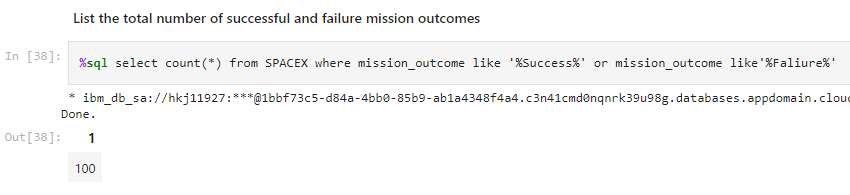 List the total number of successful and failure mission outcomes
In [38]: %sql select count(*) from SPACEX where mission_outcome like '%Success%' or mission_outcome like'%Faliure%'
* ibm_db_sa://hkj11927:***@1bbf73c5-d84a-4bb0-85b9-ab1a4348f4a4.c3n41cmd0nqnrk39u98g.databases.appdomain.clou
Done.
Out[38]: 1
100